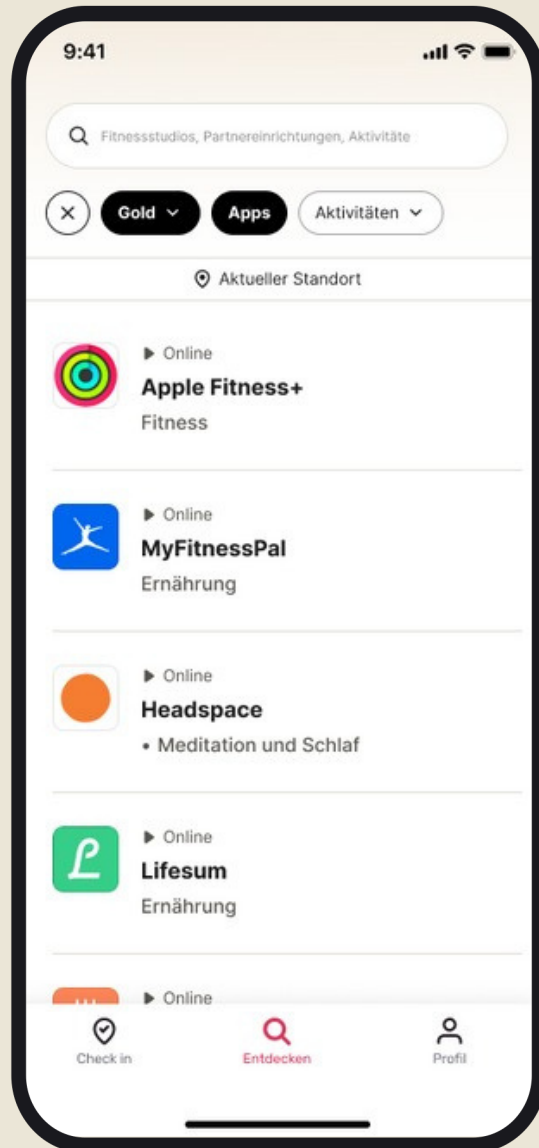 9:41
Fitnessstudios, Partnereinrichtungen, Aktivitäte
Gold
Apps
Aktivitäten
Aktueller Standort
Online
Apple Fitness+
Fitness
Online
MyFitnessPal
Ernährung
Online
Headspace
• Meditation und Schlaf
Online
Lifesum
Ernährung
Online
Check in
Entdecken
Profil